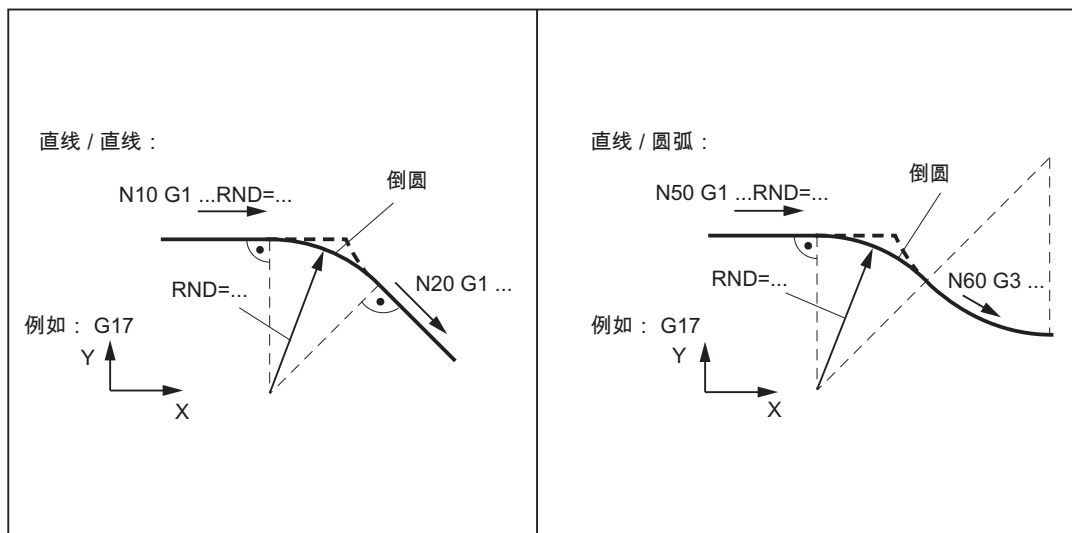 直线 / 直线：
倒圆
N10 G1 ...RND=...
RND=...
N20 G1 ...
例如： G17
Y
X
直线 / 圆弧：
倒圆
N50 G1 ...RND=...
RND=...
N60 G3 ...
例如： G17
Y
X